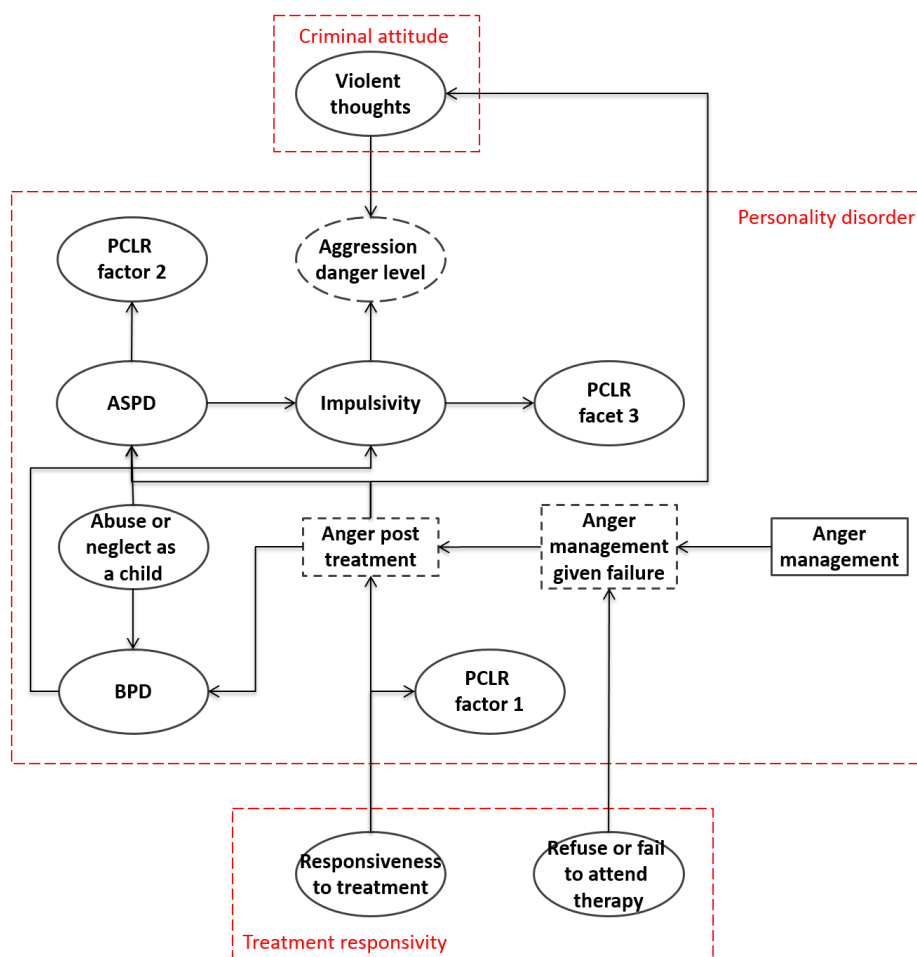 Criminal attitude
Violent
thoughts
Personality disorder
PCLR
factor 2
Aggression
danger level
ASPD
Impulsivity
PCLR
facet 3
Abuse or
neglect as
a child
Anger post
treatment
Anger
management
given failure
Anger
management
BPD
PCLR
factor 1
Responsiveness
to treatment
Refuse or fail
to attend
therapy
Treatment responsivity